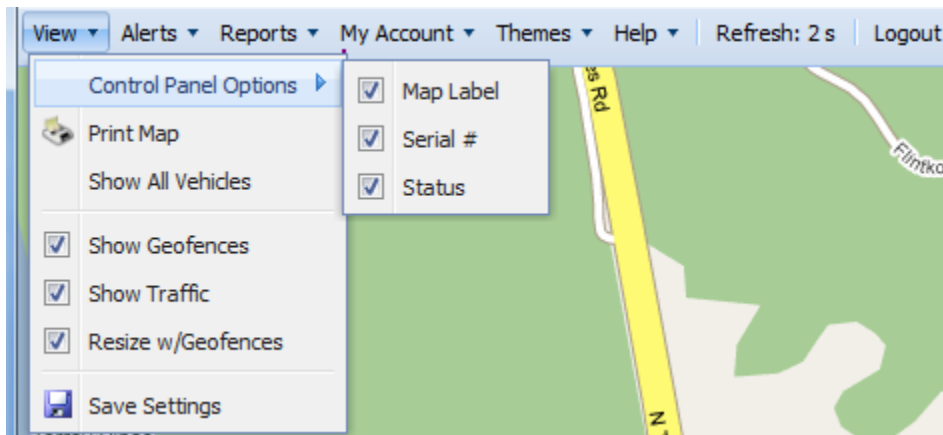 View Alerts Reports My Account Themes Help Refresh: 2 s Logout
Control Panel Options
Print Map
Show All Vehicles
Show Geofences
Show Traffic
Resize w/Geofences
Save Settings
Map Label
Serial #
Status
Rd
N